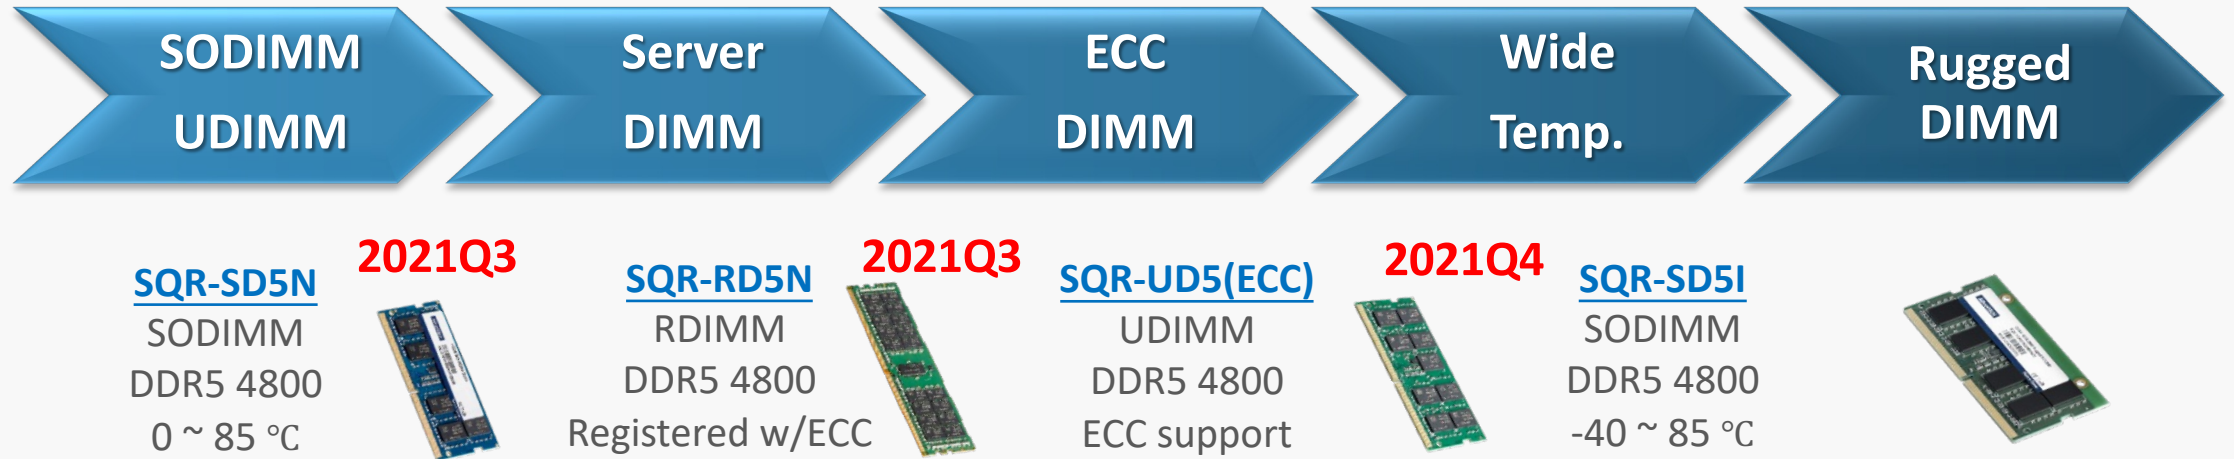 SODIMM
UDIMM
Server
DIMM
ECC
DIMM
Wide
Temp.
Rugged
DIMM
2021Q3
SQR-SD5N
SODIMM
DDR5 4800
0 ~ 85 ℃
2021Q3
SQR-RD5N
RDIMM
DDR5 4800
Registered w/ECC
2021Q4
SQR-UD5(ECC)
UDIMM
DDR5 4800
ECC support
SQR-SD5I
SODIMM
DDR5 4800
-40 ~ 85 ℃